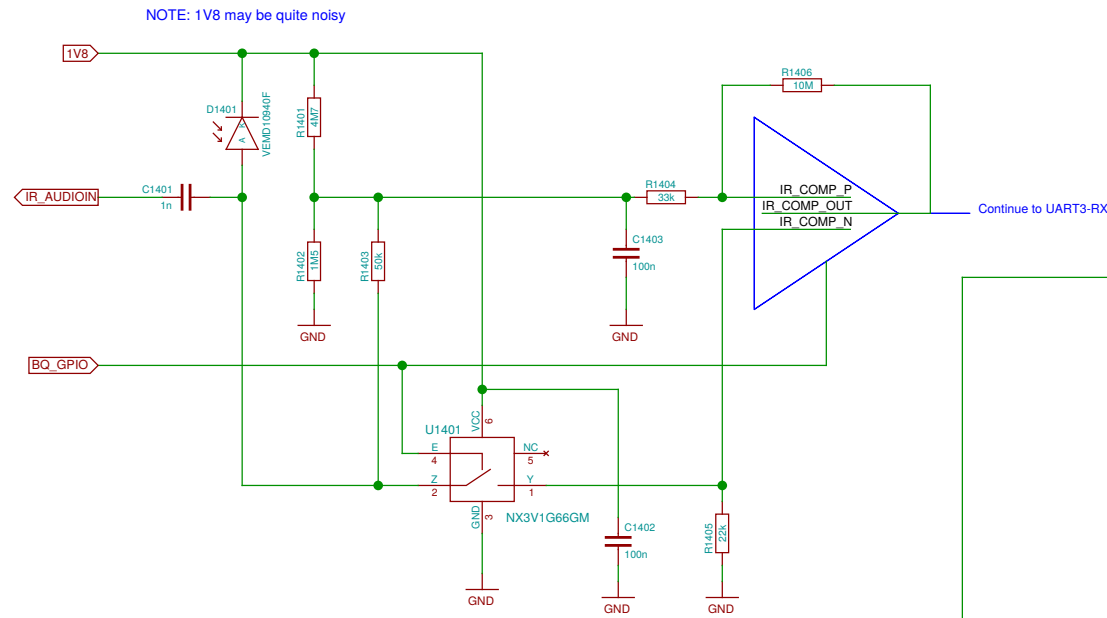 NOTE: 1V8 may be quite noisy
1V8
R1406
10M
D1401
K
A
VEMD10940F
R1401
4M7
IR_AUDIOIN
C1401
1n
R1404
33k
IR_COMP_P
IR_COMP_OUT
IR_COMP_N
Continue to UART3-RX
R1402
1M5
R1403
50k
C1403
100n
GND
GND
BQ_GPIO
U1401
VCC
6
E
4
NC
5
Z
2
Y
1
GND
3
NX3V1G66GM
C1402
100n
R1405
22k
GND
GND
GND